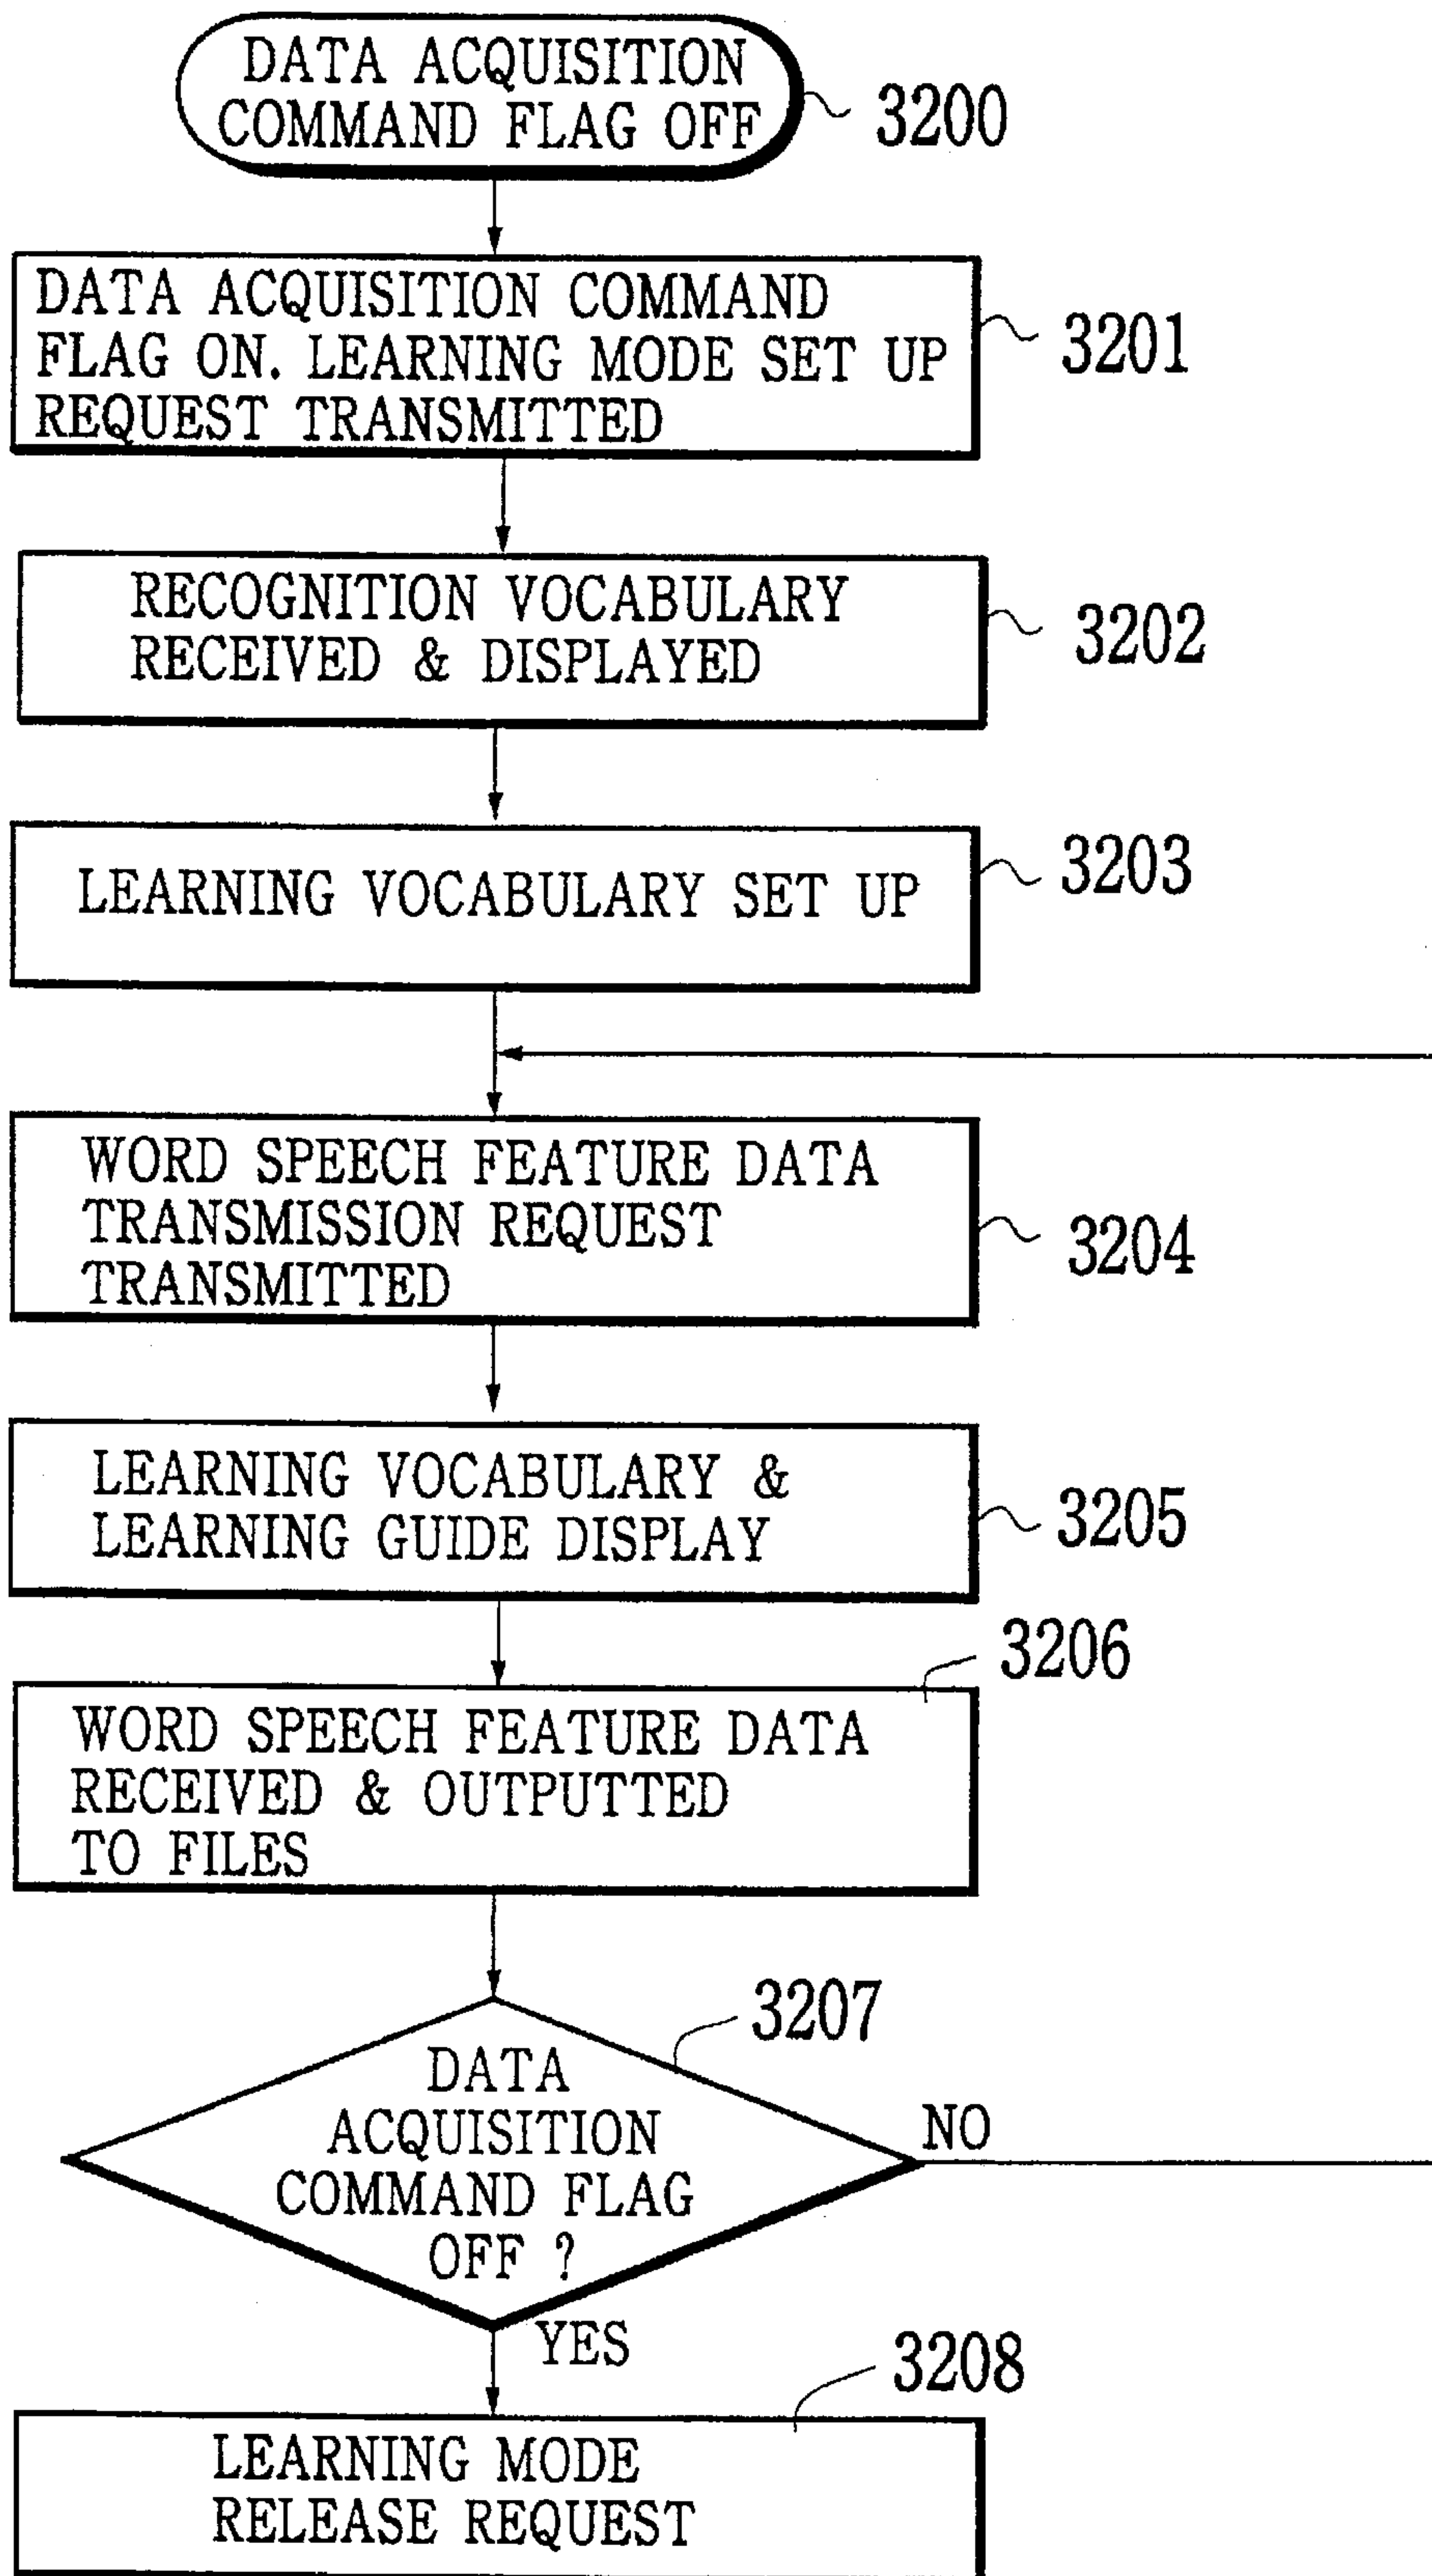 DATA ACQUISITION
COMMAND FLAG OFF
3200
DATA ACQUISITION COMMAND
FLAG ON. LEARNING MODE SET UP
REQUEST TRANSMITTED
3201
RECOGNITION VOCABULARY
RECEIVED & DISPLAYED
3202
LEARNING VOCABULARY SET UP
3203
WORD SPEECH FEATURE DATA
TRANSMISSION REQUEST
TRANSMITTED
3204
LEARNING VOCABULARY &
LEARNING GUIDE DISPLAY
3205
3206
WORD SPEECH FEATURE DATA
RECEIVED & OUTPUTTED
TO FILES
3207
DATA
ACQUISITION
COMMAND FLAG
OFF ?
NO
YES
3208
LEARNING MODE
RELEASE REQUEST